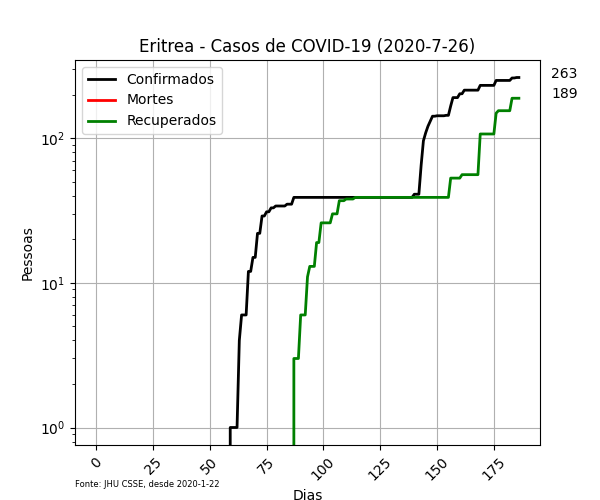 Eritrea - Casos de COVID-19 (2020-7-26)
Confirmados
Mortes
Recuperados
263
189
10²
10¹
10⁰
Pessoas
0
25
50
75
100
125
150
175
Fonte: JHU CSSE, desde 2020-1-22
Dias